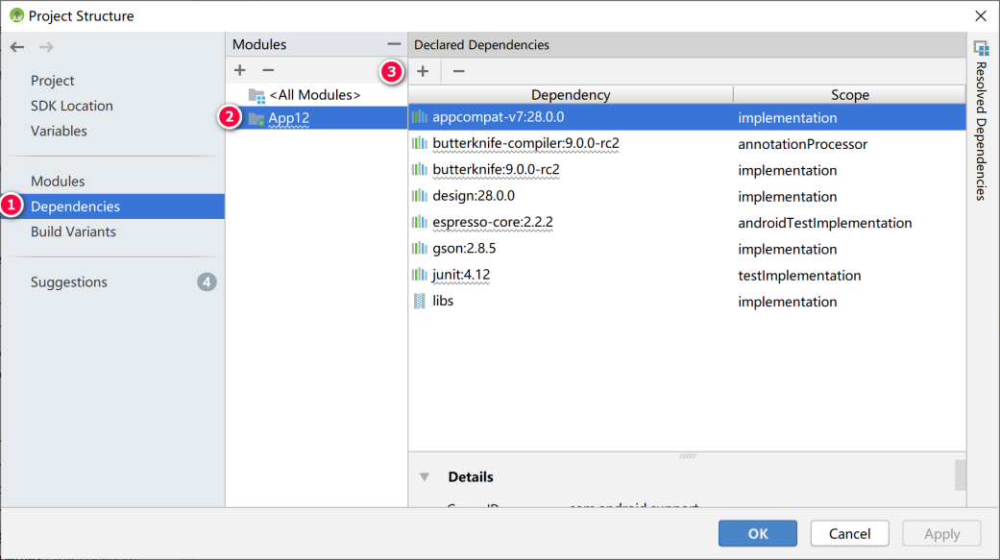 Project Structure
Modules
Declared Dependencies
Project
SDK Location
Variables
Modules
1 Dependencies
Build Variants
Suggestions 4
<All Modules>
2 App12
3
Dependency Scope
appcompat-v7:28.0.0 implementation
butterknife-compiler:9.0.0-rc2 annotationProcessor
butterknife:9.0.0-rc2 implementation
design:28.0.0 implementation
espresso-core:2.2.2 androidTestImplementation
gson:2.8.5 implementation
junit:4.12 testImplementation
libs implementation
Details
Resolved Dependencies
OK Cancel Apply